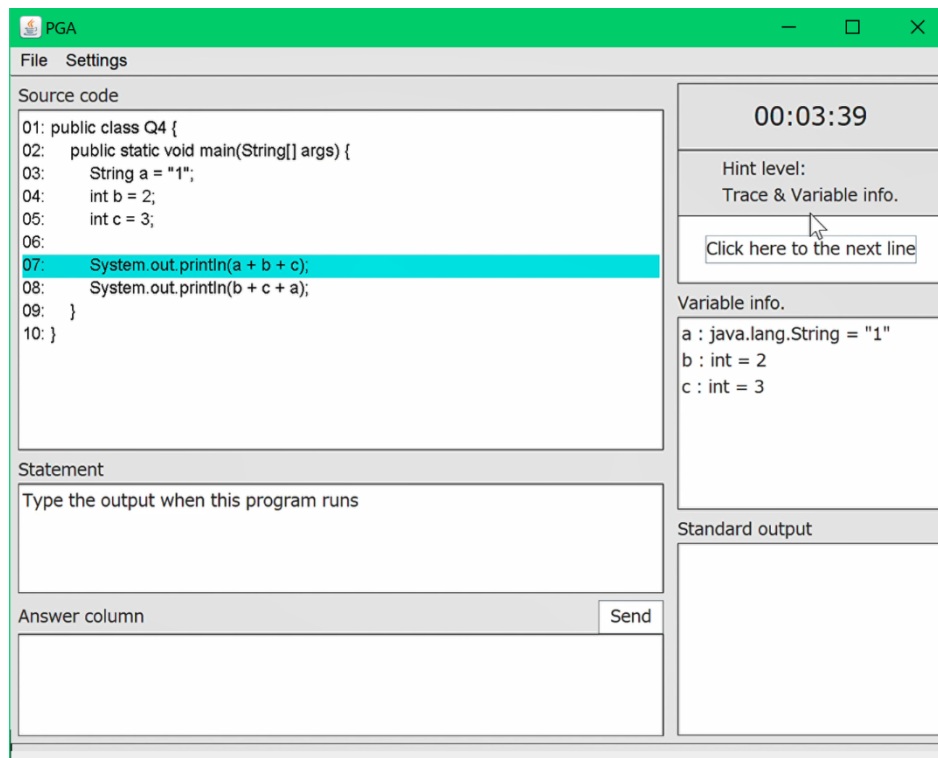 PGA
File Settings
Source code
01: public class Q4 {
02: public static void main(String[] args) {
03: String a = "1";
04: int b = 2;
05: int c = 3;
06:
07: System.out.println(a + b + c);
08: System.out.println(b + c + a);
09: }
10: }
Statement
Type the output when this program runs
Answer column
Send
00:03:39
Hint level:
Trace & Variable info.
Click here to the next line
Variable info.
a : java.lang.String = "1"
b : int = 2
c : int = 3
Standard output